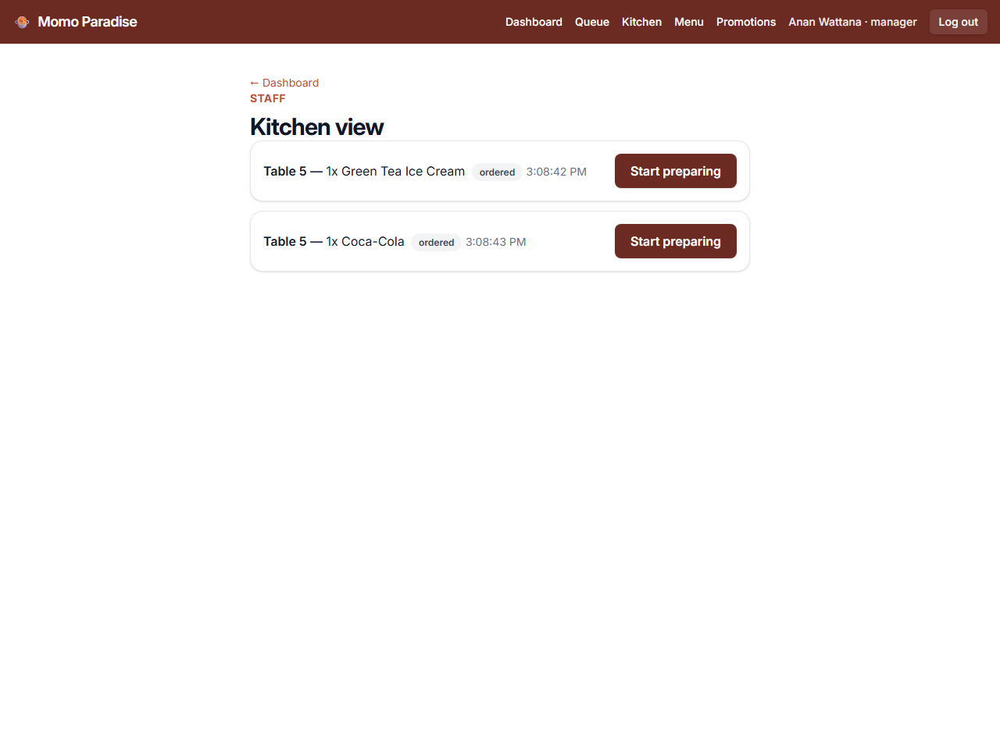 Momo Paradise
Dashboard Queue Kitchen Menu Promotions Anan Wattana · manager Log out
← Dashboard
STAFF
Kitchen view
Table 5 — 1x Green Tea Ice Cream ordered 3:08:42 PM Start preparing
Table 5 — 1x Coca-Cola ordered 3:08:43 PM Start preparing